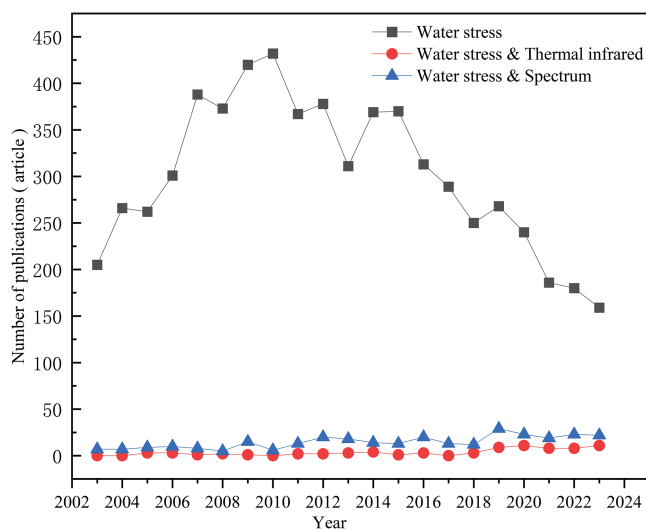 Water stress
Water stress & Thermal infrared
Water stress & Spectrum
Number of publications ( article )
450
400
350
300
250
200
150
100
50
0
2002 2004 2006 2008 2010 2012 2014 2016 2018 2020 2022 2024
Year